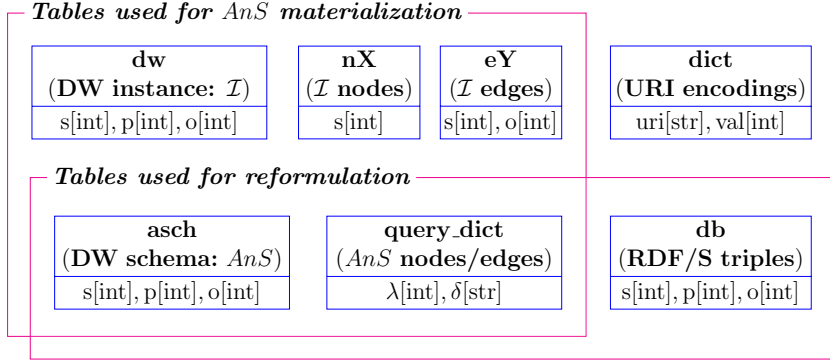 Tables used for AnS materialization
dw
(DW instance: I)
s[int], p[int], o[int]
nX
(I nodes)
s[int]
eY
(I edges)
s[int], o[int]
dict
(URI encodings)
uri[str], val[int]
Tables used for reformulation
asch
(DW schema: AnS)
s[int], p[int], o[int]
query_dict
(AnS nodes/edges)
λ[int], δ[str]
db
(RDF/S triples)
s[int], p[int], o[int]